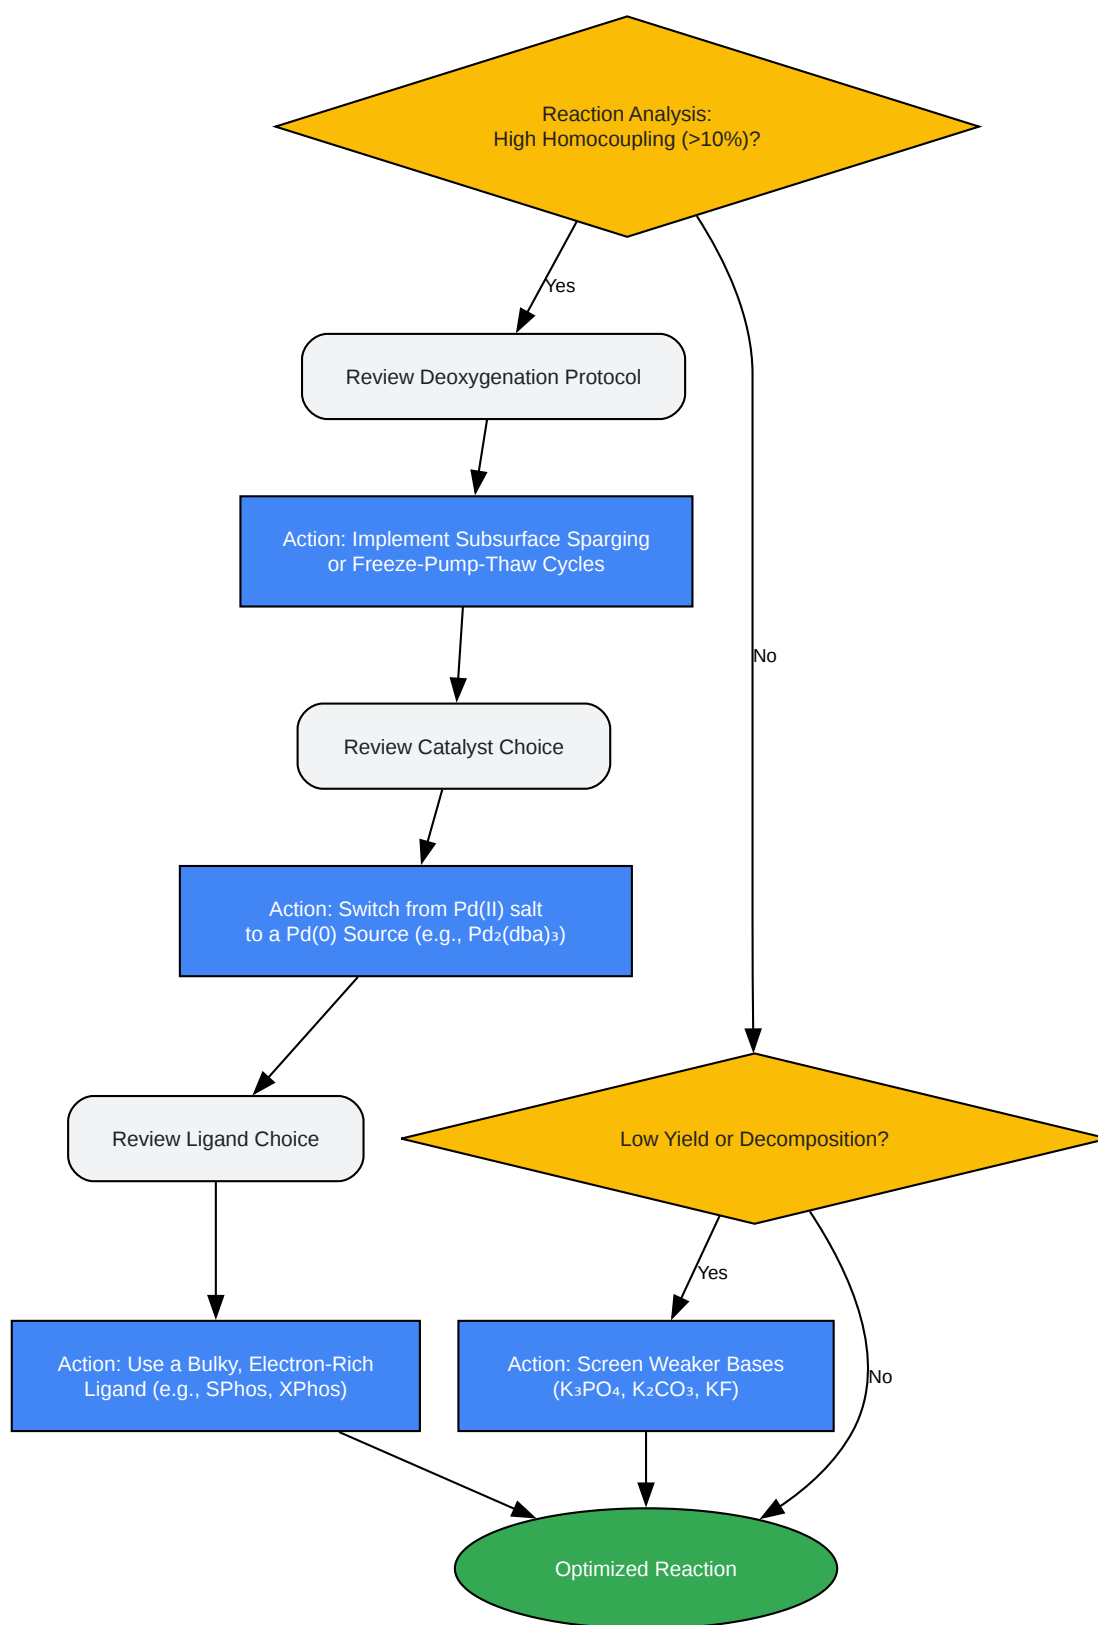 Reaction Analysis:
High Homocoupling (>10%)?
Yes
Review Deoxygenation Protocol
Action: Implement Subsurface Sparging
or Freeze-Pump-Thaw Cycles
No
Review Catalyst Choice
Action: Switch from Pd(II) salt
to a Pd(0) Source (e.g., Pd₂(dba)₃)
Review Ligand Choice
Low Yield or Decomposition?
Yes
Action: Use a Bulky, Electron-Rich
Ligand (e.g., SPhos, XPhos)
Action: Screen Weaker Bases
(K₃PO₄, K₂CO₃, KF)
No
Optimized Reaction